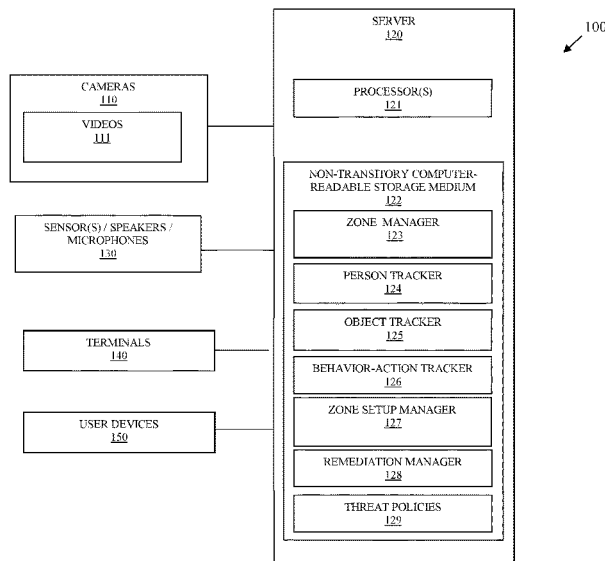 100
SERVER
120
PROCESSOR(S)
121
CAMERAS
110
VIDEOS
111
NON-TRANSITORY COMPUTER-
READABLE STORAGE MEDIUM
122
ZONE MANAGER
123
SENSOR(S) / SPEAKERS /
MICROPHONES
130
PERSON TRACKER
124
OBJECT TRACKER
125
TERMINALS
140
BEHAVIOR-ACTION TRACKER
126
ZONE SETUP MANAGER
127
USER DEVICES
150
REMEDIATION MANAGER
128
THREAT POLICIES
129